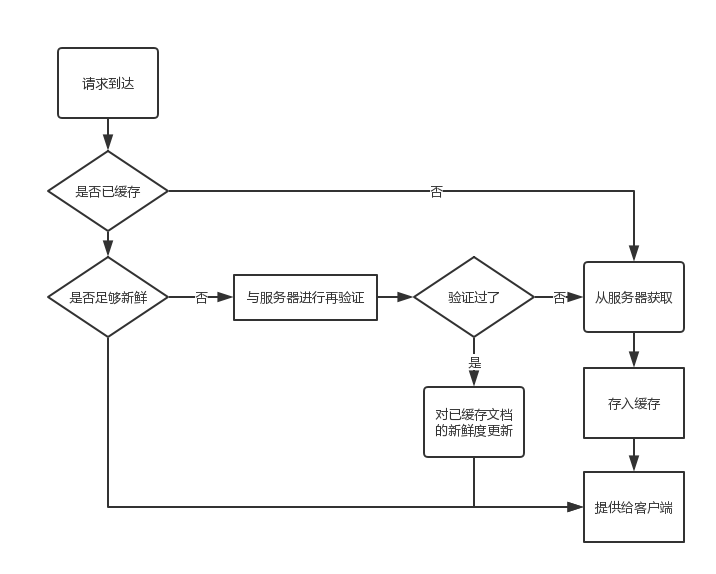 请求到达
是否已缓存
否
是否足够新鲜
否
与服务器进行再验证
验证过了
否
从服务器获取
是
对已缓存文档
的新鲜度更新
存入缓存
提供给客户端